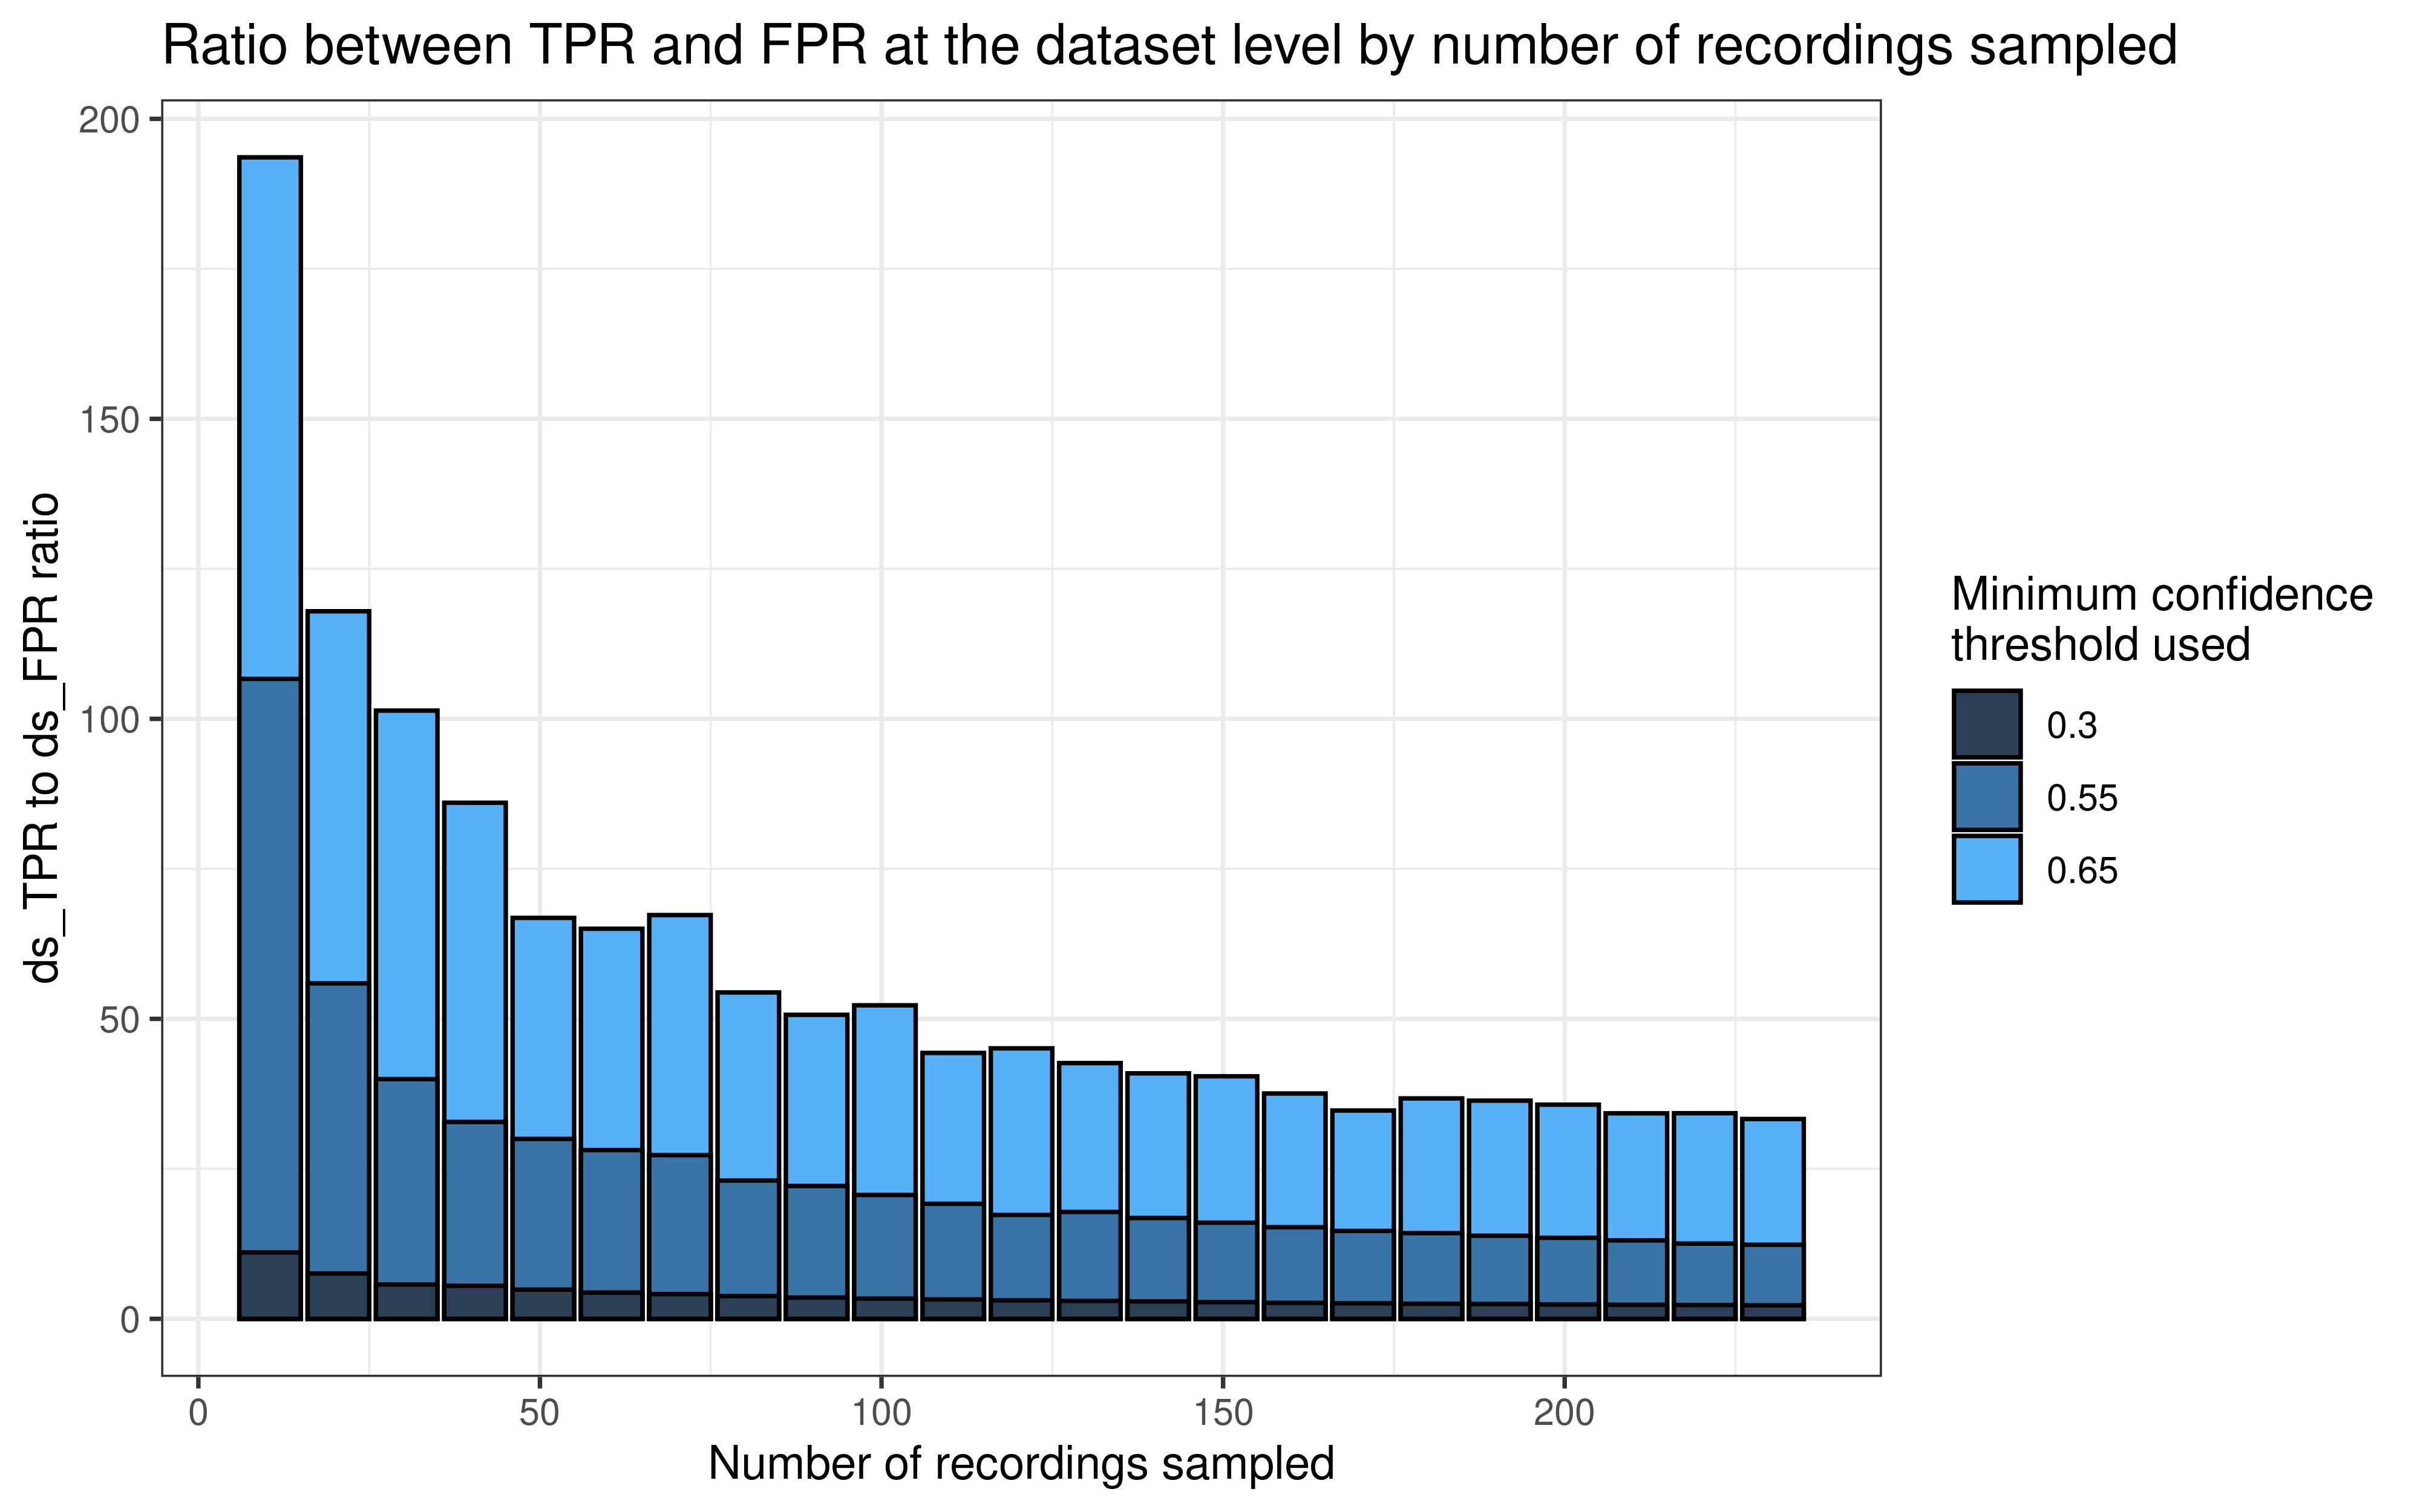 Ratio between TPR and FPR at the dataset level by number of recordings sampled
200
150
100
50
0
ds_TPR to ds_FPR ratio
0 50 100 150 200
Number of recordings sampled
Minimum confidence
threshold used
0.3
0.55
0.65